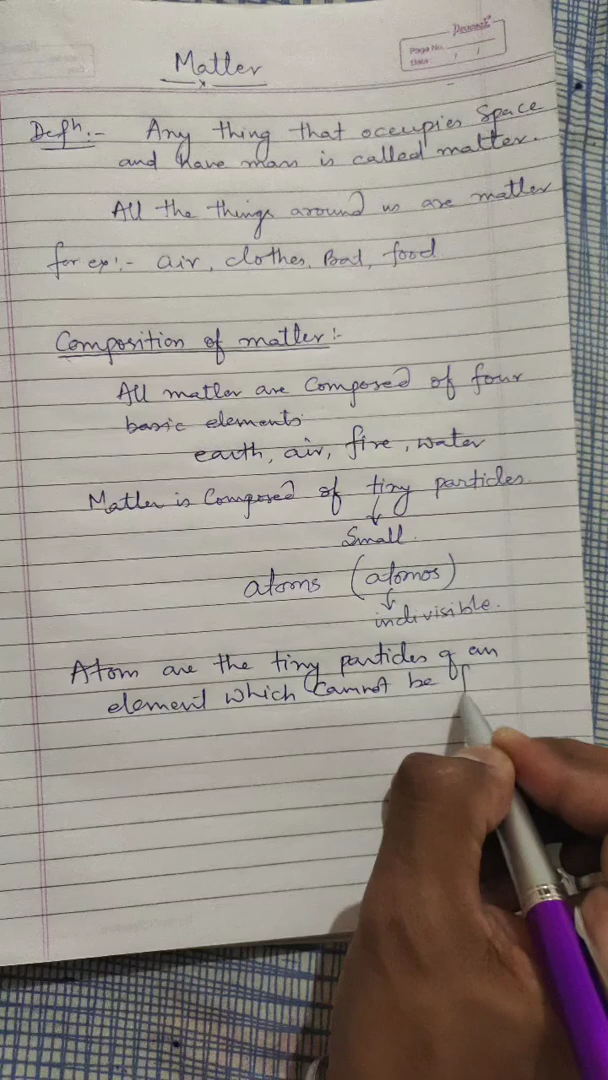 Page No.
Date
Matter
Defn:- Any thing that occupies Space
and have mass is called matter.
All the things around us are matter
for ex:- air, clothes, Boat, food
Composition of matter:-
All matter are Composed of four
basic elements
earth, air, fire, water
Matter is Composed of tiny particles.
Small.
atoms (atomos)
indivisible.
Atom are the tiny particles of an
element which cannot be